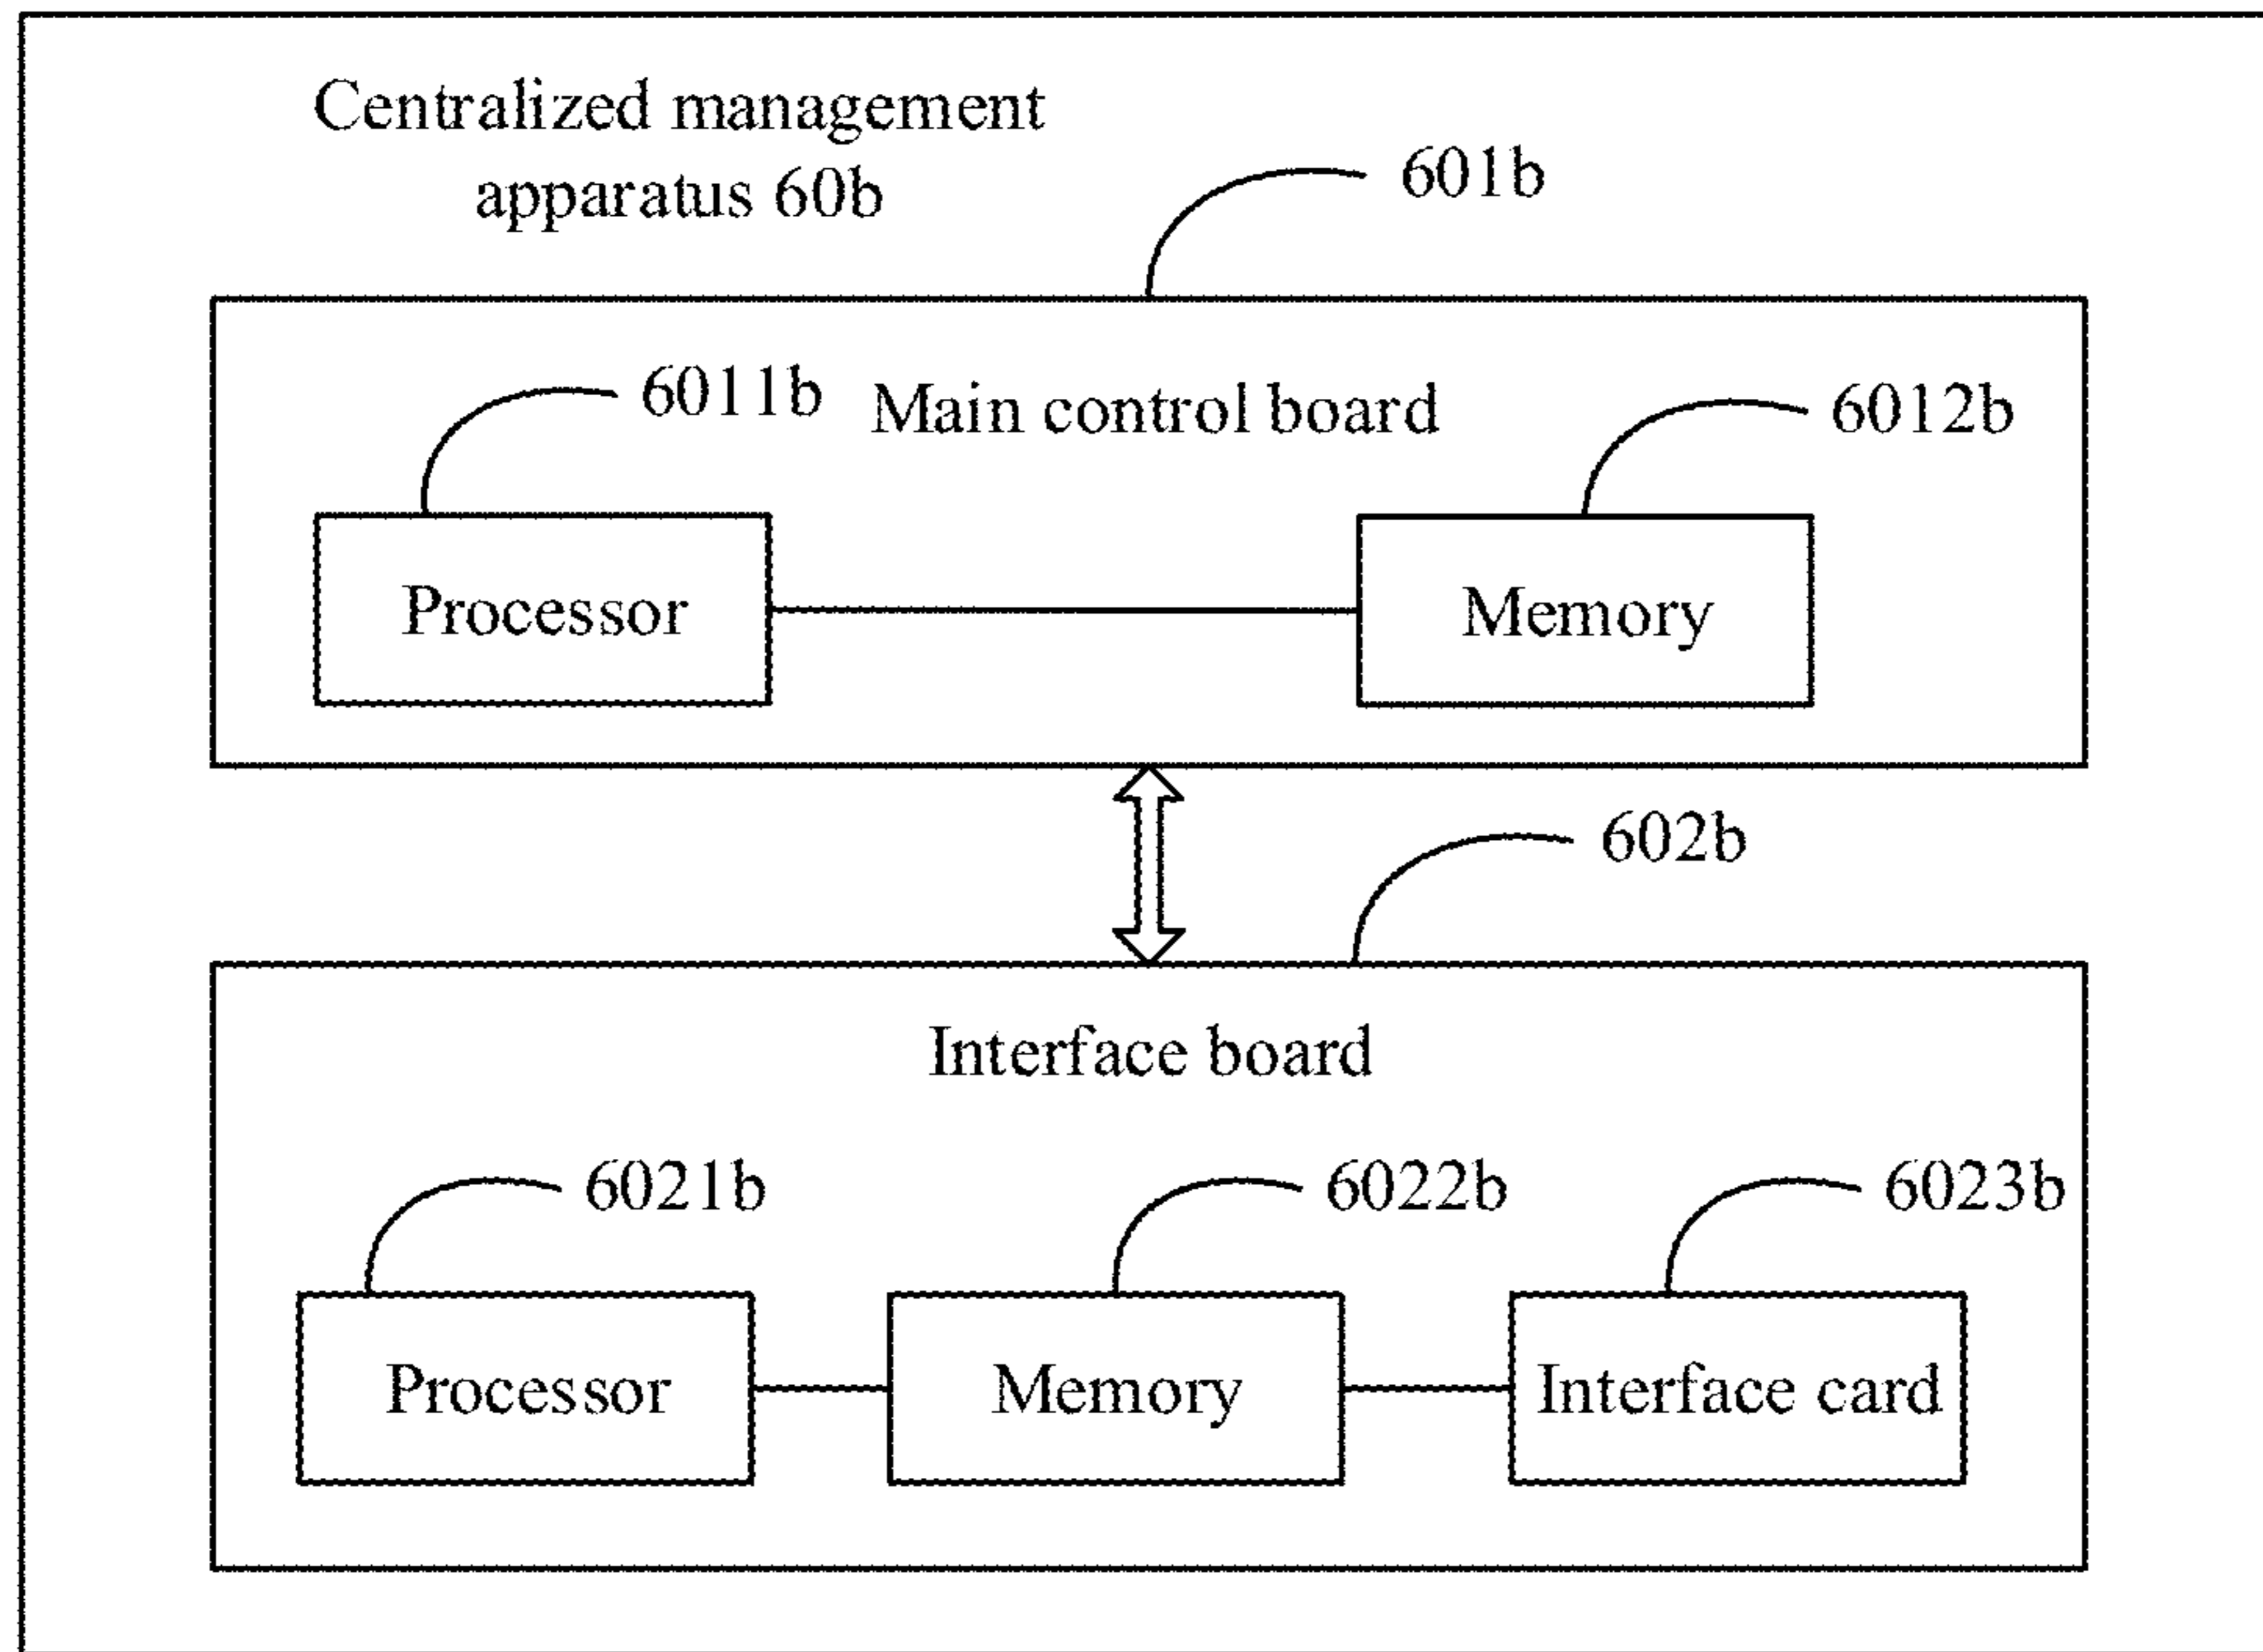 Centralized management
apparatus 60b
601b
6011b
Main control board
6012b
Processor
Memory
602b
Interface board
6021b
6022b
6023b
Processor
Memory
Interface card